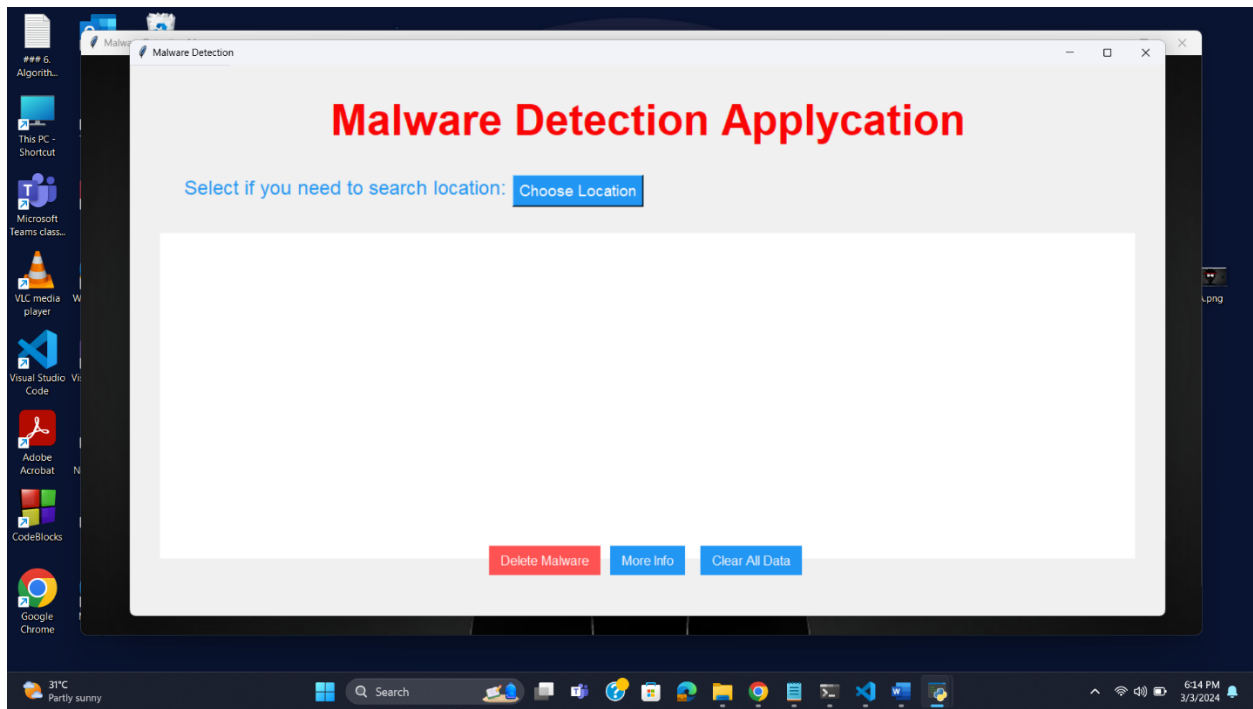 ### 6.
Algorith...
This PC -
Shortcut
Microsoft
Teams class...
VLC media
player
W
Visual Studio
Code
Vis
Adobe
Acrobat
N
CodeBlocks
Google
Chrome
Malwa
Malware Detection
Malware Detection Applycation
Select if you need to search location: Choose Location
Delete Malware More Info Clear All Data
.png
31°C
Partly sunny
Search
6:14 PM
3/3/2024